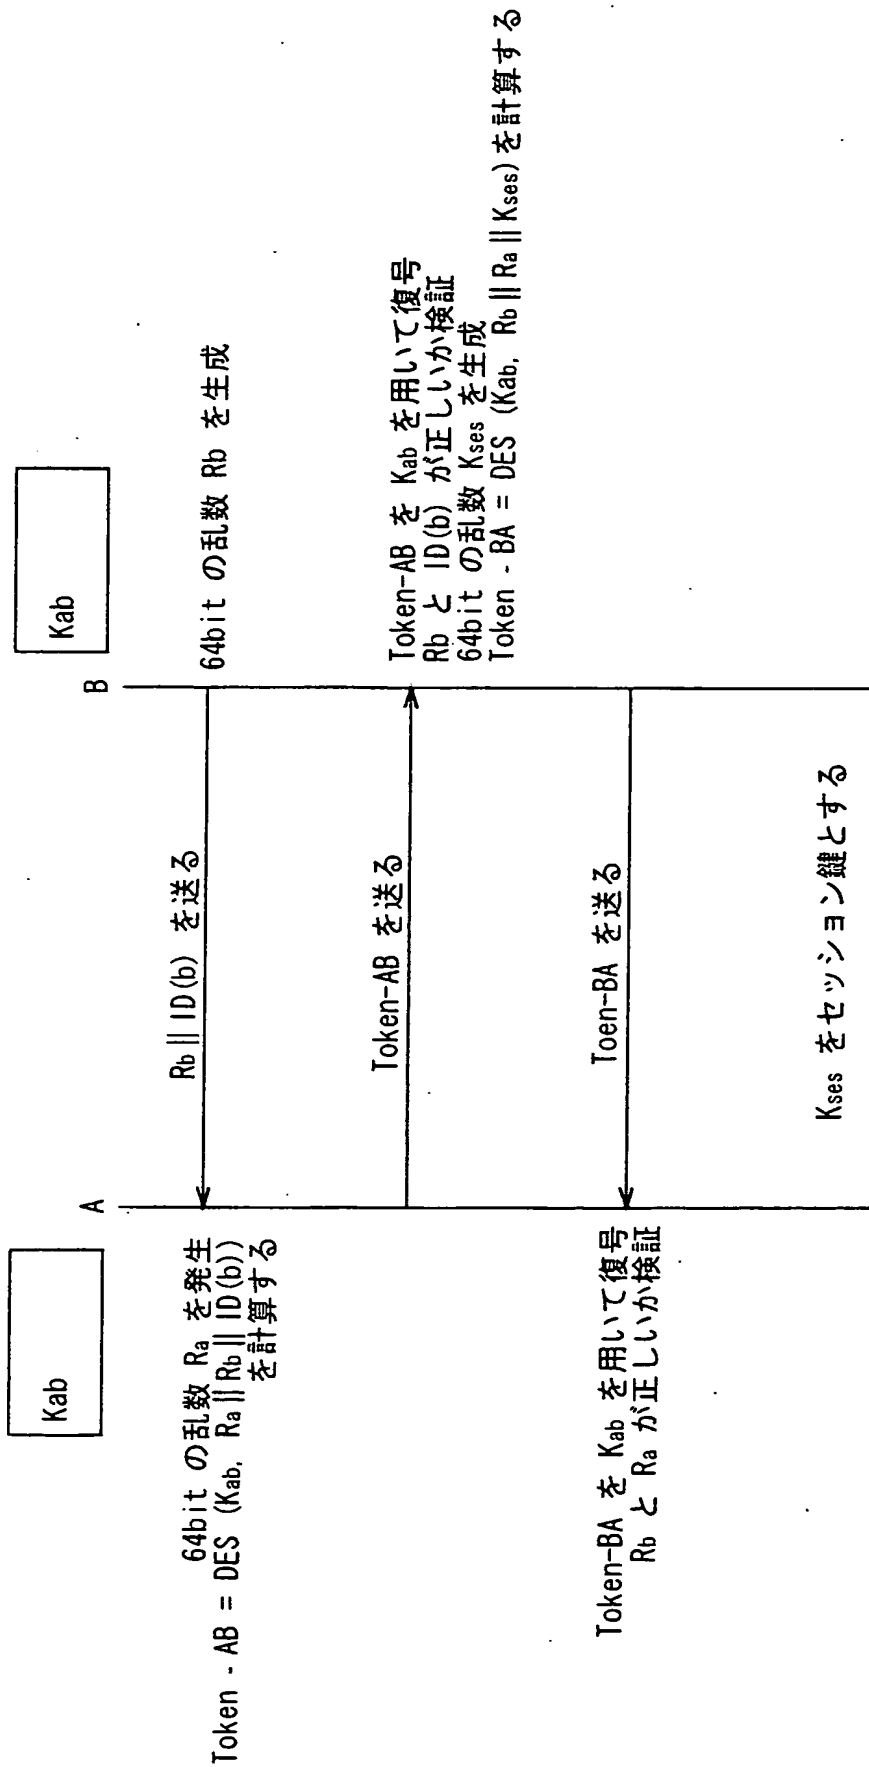 Kab
Kab
A
B
64bit の乱数 Rb を生成
Rb || ID(b) を送る
64bit の乱数 Ra を発生
Token - AB = DES (Kab, Ra || Rb || ID(b))
を計算する
Token-AB を送る
Token-AB を Kab を用いて復号
Rb と ID(b) が正しいか検証
64bit の乱数 Kses を生成
Token - BA = DES (Kab, Rb || Ra || Kses) を計算する
Toen-BA を送る
Token-BA を Kab を用いて復号
Rb と Ra が正しいか検証
Kses をセッション鍵とする